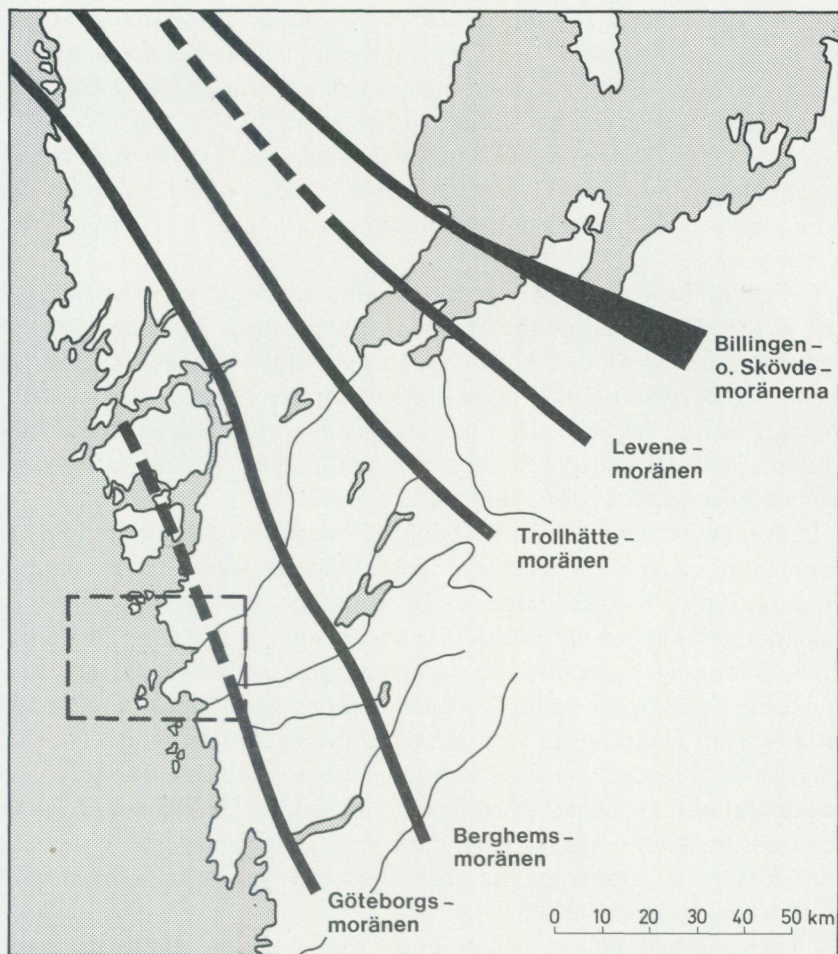 Billingen –
o. Skövde –
moränerna
Levene –
moränen
Trollhätte –
moränen
Berghems –
moränen
Göteborgs –
moränen
0 10 20 30 40 50 km